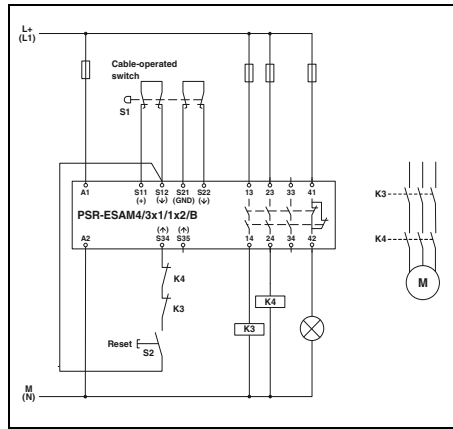 L+
(L1)
Cable-operated
switch
S1
A1 S11 S12 S21 S22 13 23 33 41
(+) (↓) (GND) (↓)
PSR-ESAM4/3x1/1x2/B
(↑) (↑)
A2 S34 S35 14 24 34 42
K4
K3
Reset
S2
K4
K3
M
(N)
K3
K4
M